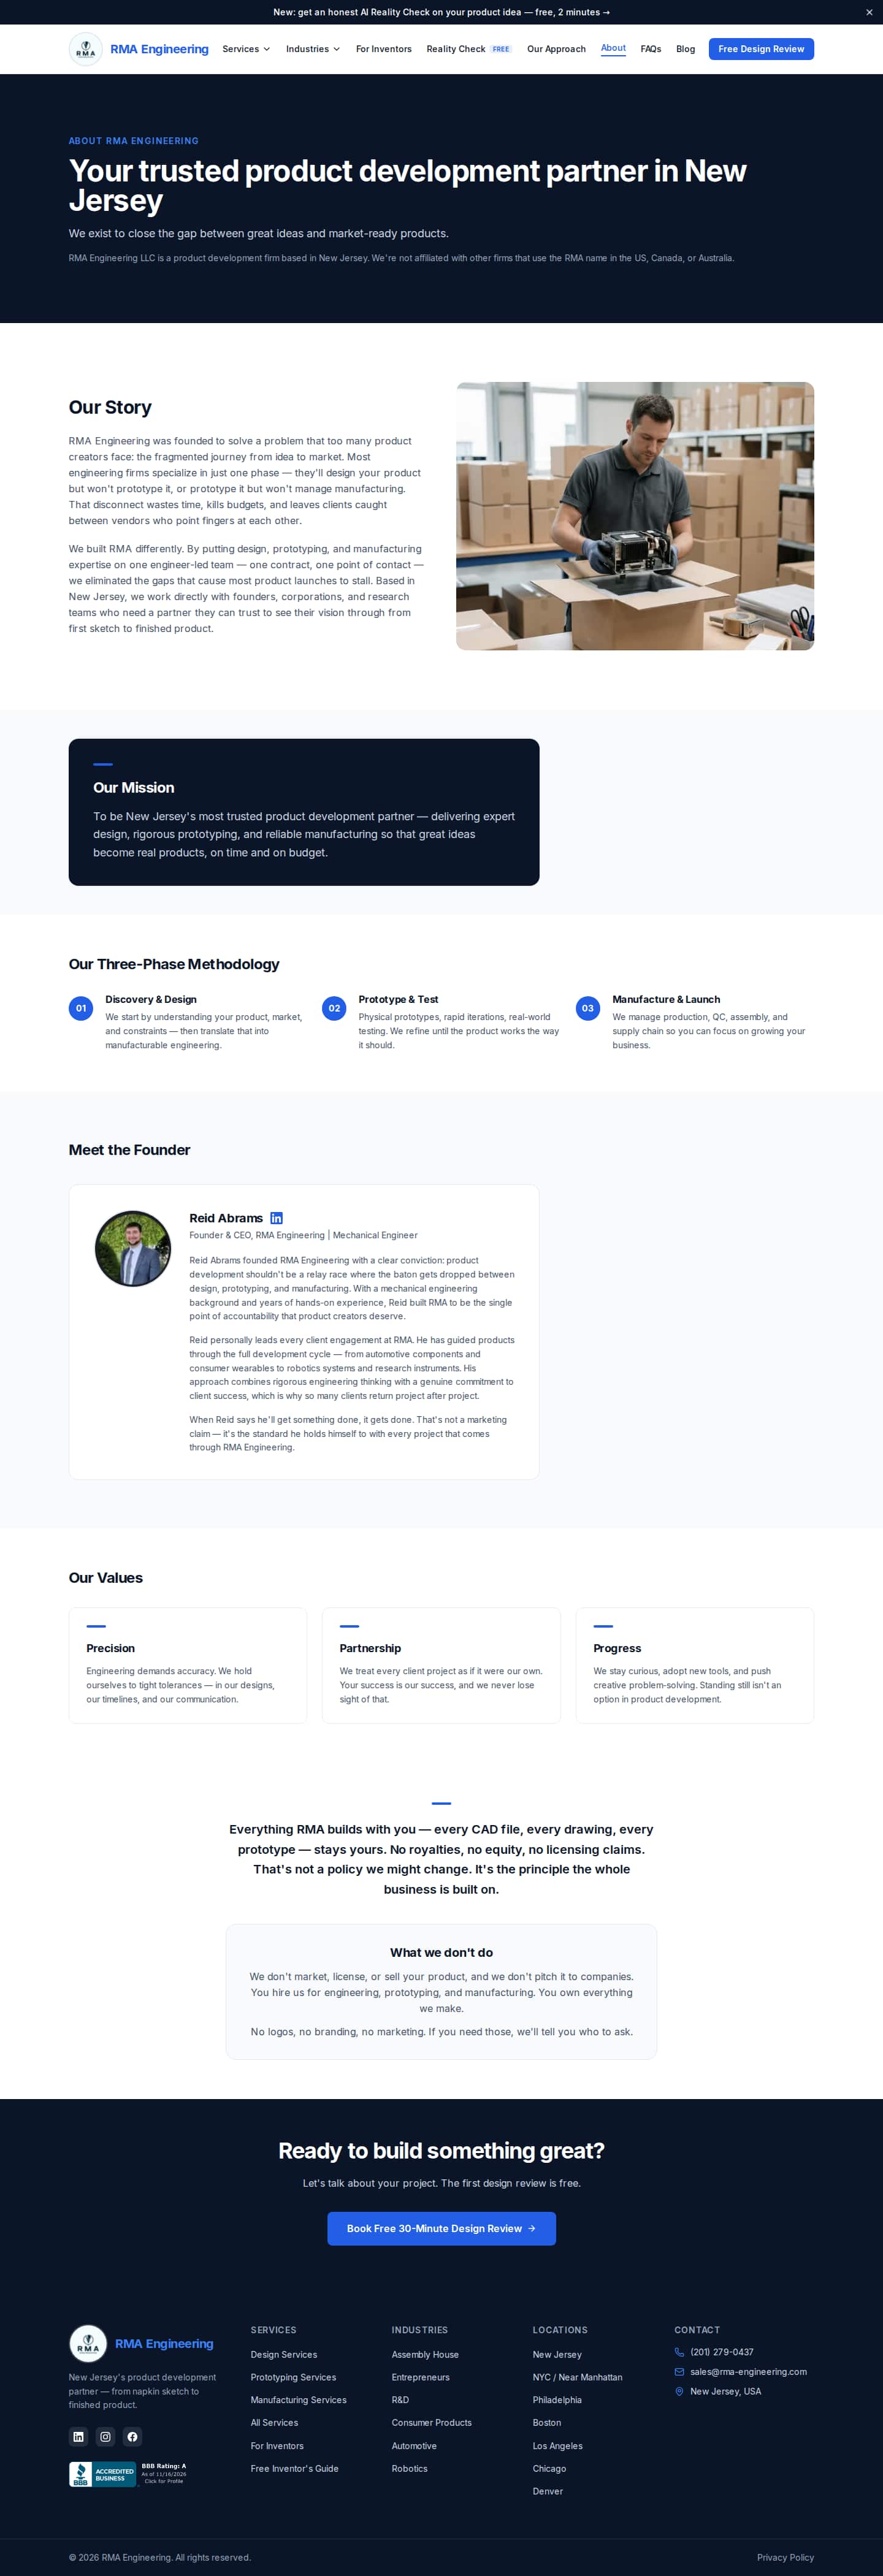 New: get an honest AI Reality Check on your product idea — free, 2 minutes →
RMA
RMA Engineering
Services
Industries
For Inventors
Reality Check FREE
Our Approach
About
FAQs
Blog
Free Design Review
ABOUT RMA ENGINEERING
Your trusted product development partner in New
Jersey
We exist to close the gap between great ideas and market-ready products.
RMA Engineering LLC is a product development firm based in New Jersey. We're not affiliated with other firms that use the RMA name in the US, Canada, or Australia.
Our Story
RMA Engineering was founded to solve a problem that too many product
creators face: the fragmented journey from idea to market. Most
engineering firms specialize in just one phase — they'll design your product
but won't prototype it, or prototype it but won't manage manufacturing.
That disconnect wastes time, kills budgets, and leaves clients caught
between vendors who point fingers at each other.
We built RMA differently. By putting design, prototyping, and manufacturing
expertise on one engineer-led team — one contract, one point of contact —
we eliminated the gaps that cause most product launches to stall. Based in
New Jersey, we work directly with founders, corporations, and research
teams who need a partner they can trust to see their vision through from
first sketch to finished product.
Our Mission
To be New Jersey's most trusted product development partner — delivering expert
design, rigorous prototyping, and reliable manufacturing so that great ideas
become real products, on time and on budget.
Our Three-Phase Methodology
01
Discovery & Design
We start by understanding your product, market,
and constraints — then translate that into
manufacturable engineering.
02
Prototype & Test
Physical prototypes, rapid iterations, real-world
testing. We refine until the product works the way
it should.
03
Manufacture & Launch
We manage production, QC, assembly, and
supply chain so you can focus on growing your
business.
Meet the Founder
Reid Abrams
Founder & CEO, RMA Engineering | Mechanical Engineer
Reid Abrams founded RMA Engineering with a clear conviction: product
development shouldn't be a relay race where the baton gets dropped between
design, prototyping, and manufacturing. With a mechanical engineering
background and years of hands-on experience, Reid built RMA to be the single
point of accountability that product creators deserve.
Reid personally leads every client engagement at RMA. He has guided products
through the full development cycle — from automotive components and
consumer wearables to robotics systems and research instruments. His
approach combines rigorous engineering thinking with a genuine commitment to
client success, which is why so many clients return project after project.
When Reid says he'll get something done, it gets done. That's not a marketing
claim — it's the standard he holds himself to with every project that comes
through RMA Engineering.
Our Values
Precision
Engineering demands accuracy. We hold
ourselves to tight tolerances — in our designs,
our timelines, and our communication.
Partnership
We treat every client project as if it were our own.
Your success is our success, and we never lose
sight of that.
Progress
We stay curious, adopt new tools, and push
creative problem-solving. Standing still isn't an
option in product development.
Everything RMA builds with you — every CAD file, every drawing, every
prototype — stays yours. No royalties, no equity, no licensing claims.
That's not a policy we might change. It's the principle the whole
business is built on.
What we don't do
We don't market, license, or sell your product, and we don't pitch it to companies.
You hire us for engineering, prototyping, and manufacturing. You own everything
we make.
No logos, no branding, no marketing. If you need those, we'll tell you who to ask.
Ready to build something great?
Let's talk about your project. The first design review is free.
Book Free 30-Minute Design Review →
RMA
RMA Engineering
New Jersey's product development
partner — from napkin sketch to
finished product.
BBB
ACCREDITED
BUSINESS
BBB Rating: A
As of 11/16/2026
Click for Profile
SERVICES
Design Services
Prototyping Services
Manufacturing Services
All Services
For Inventors
Free Inventor's Guide
INDUSTRIES
Assembly House
Entrepreneurs
R&D
Consumer Products
Automotive
Robotics
LOCATIONS
New Jersey
NYC / Near Manhattan
Philadelphia
Boston
Los Angeles
Chicago
Denver
CONTACT
(201) 279-0437
sales@rma-engineering.com
New Jersey, USA
© 2026 RMA Engineering. All rights reserved.
Privacy Policy